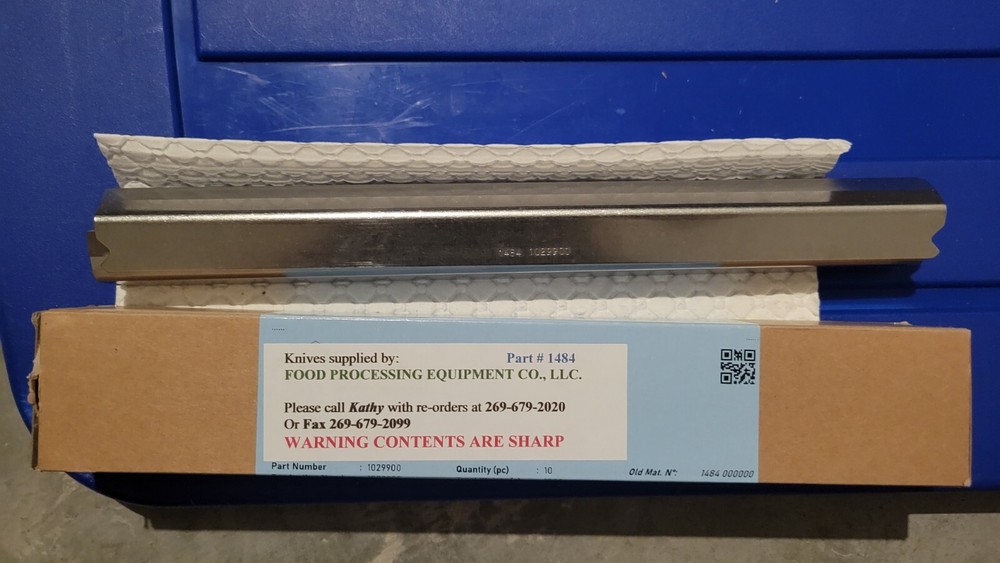 1484 1029900
Knives supplied by: Part # 1484
FOOD PROCESSING EQUIPMENT CO., LLC.
Please call Kathy with re-orders at 269-679-2020
Or Fax 269-679-2099
WARNING CONTENTS ARE SHARP
Part Number : 1029900 Quantity (pc) : 10 Old Mat. N°: 1484 000000